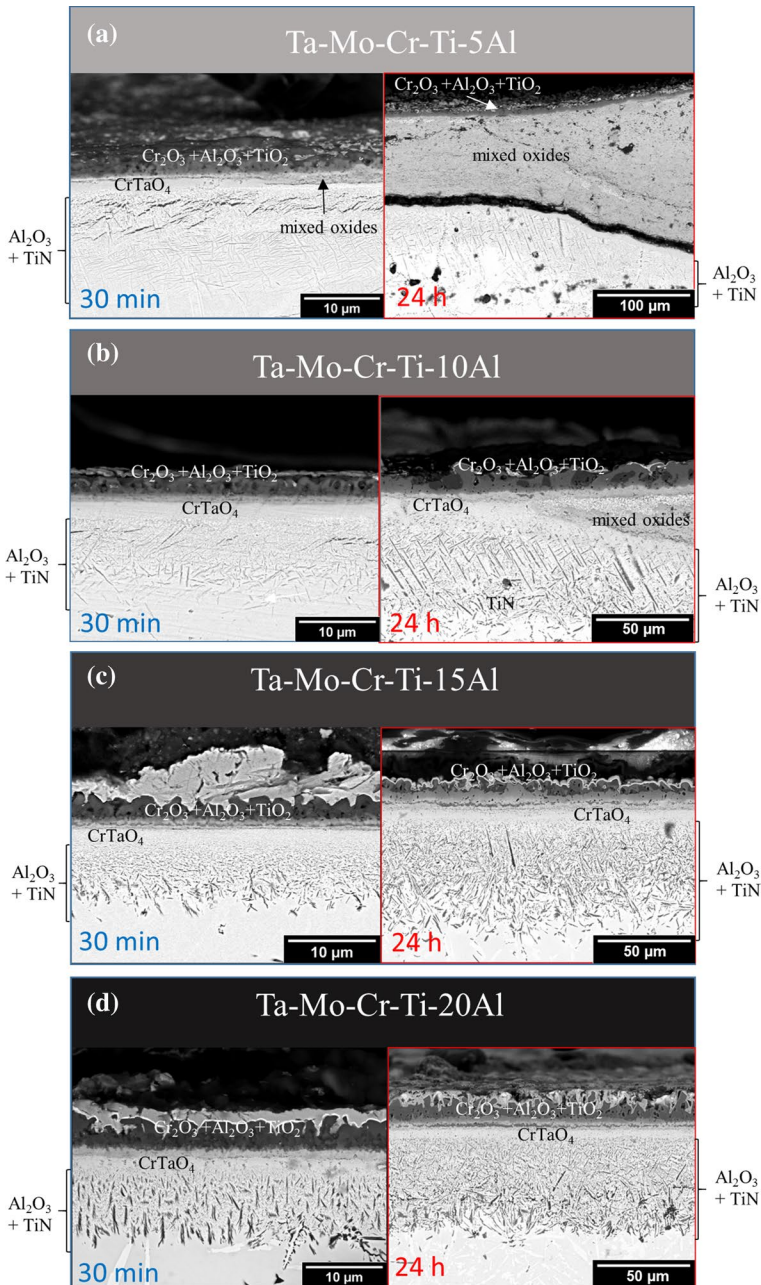 (a)
Ta-Mo-Cr-Ti-5Al
Cr₂O₃ +Al₂O₃+TiO₂
CrTaO₄
mixed oxides
Al₂O₃
+ TiN
30 min
10 µm
Cr₂O₃ +Al₂O₃+TiO₂
mixed oxides
24 h
100 µm
Al₂O₃
+ TiN
(b)
Ta-Mo-Cr-Ti-10Al
Cr₂O₃ +Al₂O₃+TiO₂
CrTaO₄
Al₂O₃
+ TiN
30 min
10 µm
Cr₂O₃ +Al₂O₃+TiO₂
CrTaO₄
mixed oxides
TiN
24 h
50 µm
Al₂O₃
+ TiN
(c)
Ta-Mo-Cr-Ti-15Al
Cr₂O₃ +Al₂O₃+TiO₂
CrTaO₄
Al₂O₃
+ TiN
30 min
10 µm
Cr₂O₃ +Al₂O₃+TiO₂
CrTaO₄
24 h
50 µm
Al₂O₃
+ TiN
(d)
Ta-Mo-Cr-Ti-20Al
Cr₂O₃ +Al₂O₃+TiO₂
CrTaO₄
Al₂O₃
+ TiN
30 min
10 µm
Cr₂O₃ +Al₂O₃+TiO₂
CrTaO₄
24 h
50 µm
Al₂O₃
+ TiN